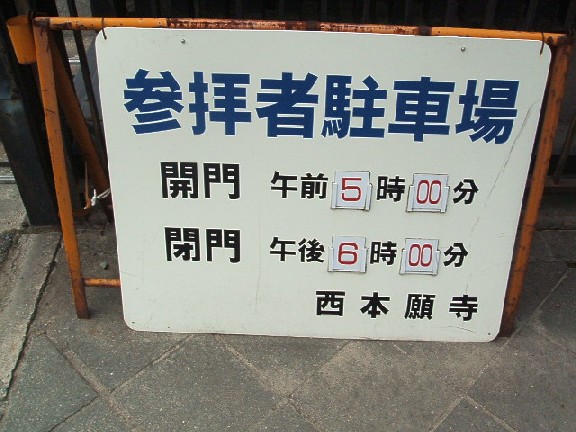 参拝者駐車場
開門 午前5時00分
閉門 午後6時00分
西本願寺